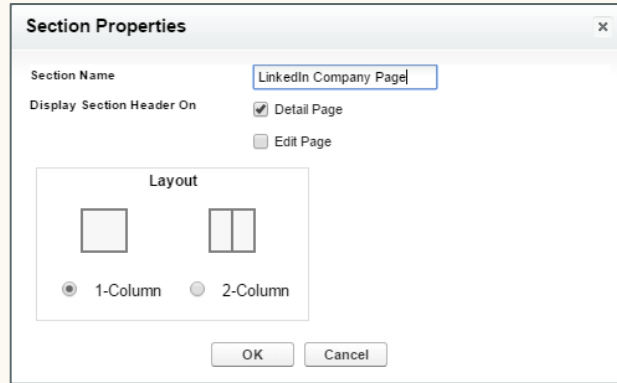 Section Properties
Section Name
LinkedIn Company Page
Display Section Header On
Detail Page
Edit Page
Layout
1-Column
2-Column
OK
Cancel